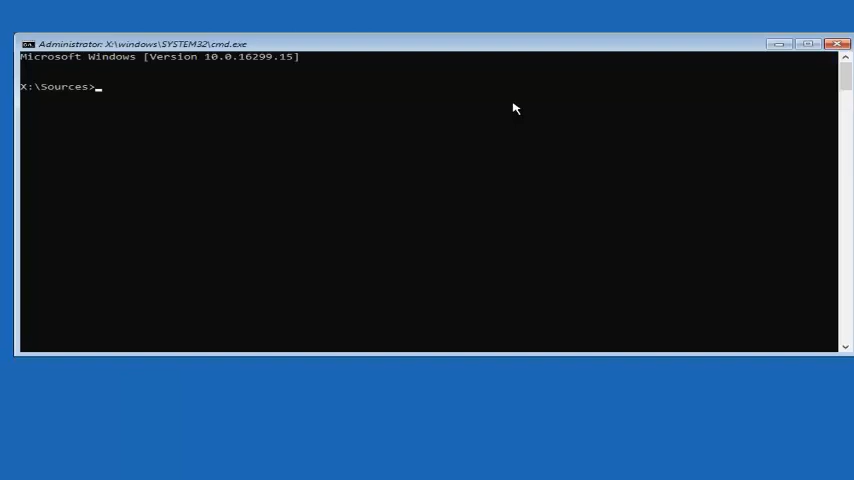 Administrator: X:\windows\SYSTEM32\cmd.exe
Microsoft Windows [Version 10.0.16299.15]
X:\Sources>